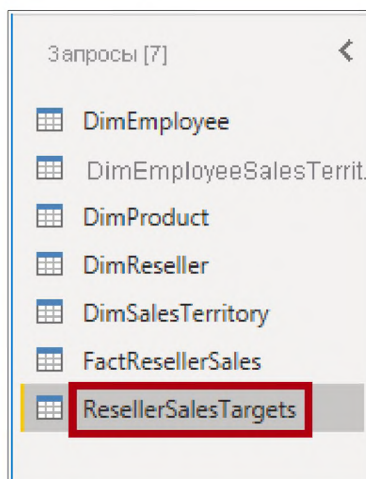 Запросы [7]
DimEmployee
DimEmployeeSalesTerrit.
DimProduct
DimReseller
DimSalesTerritory
FactResellerSales
ResellerSalesTargets